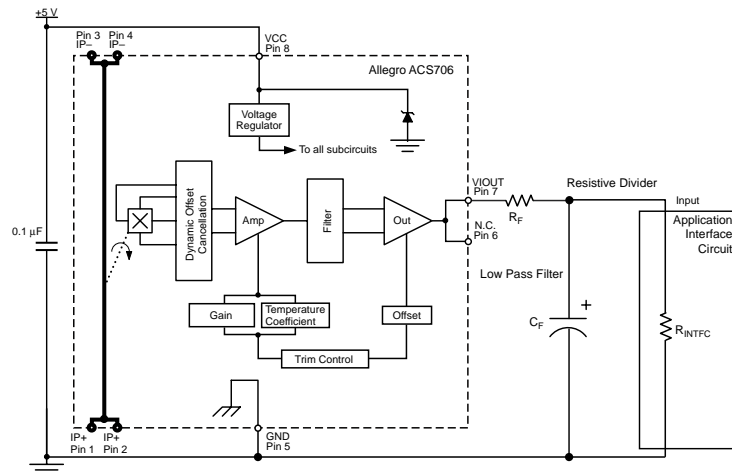 +5 V
Pin 3 Pin 4
IP– IP–
VCC
Pin 8
Allegro ACS706
Voltage
Regulator
To all subcircuits
VIOUT
Pin 7
Resistive Divider
Input
RF
N.C.
Pin 6
Application
Interface
Circuit
Dynamic Offset
Cancellation
Amp
Filter
Out
0.1 µF
Low Pass Filter
Gain
Temperature
Coefficient
Offset
+
CF
RINTFC
Trim Control
IP+ IP+
Pin 1 Pin 2
GND
Pin 5